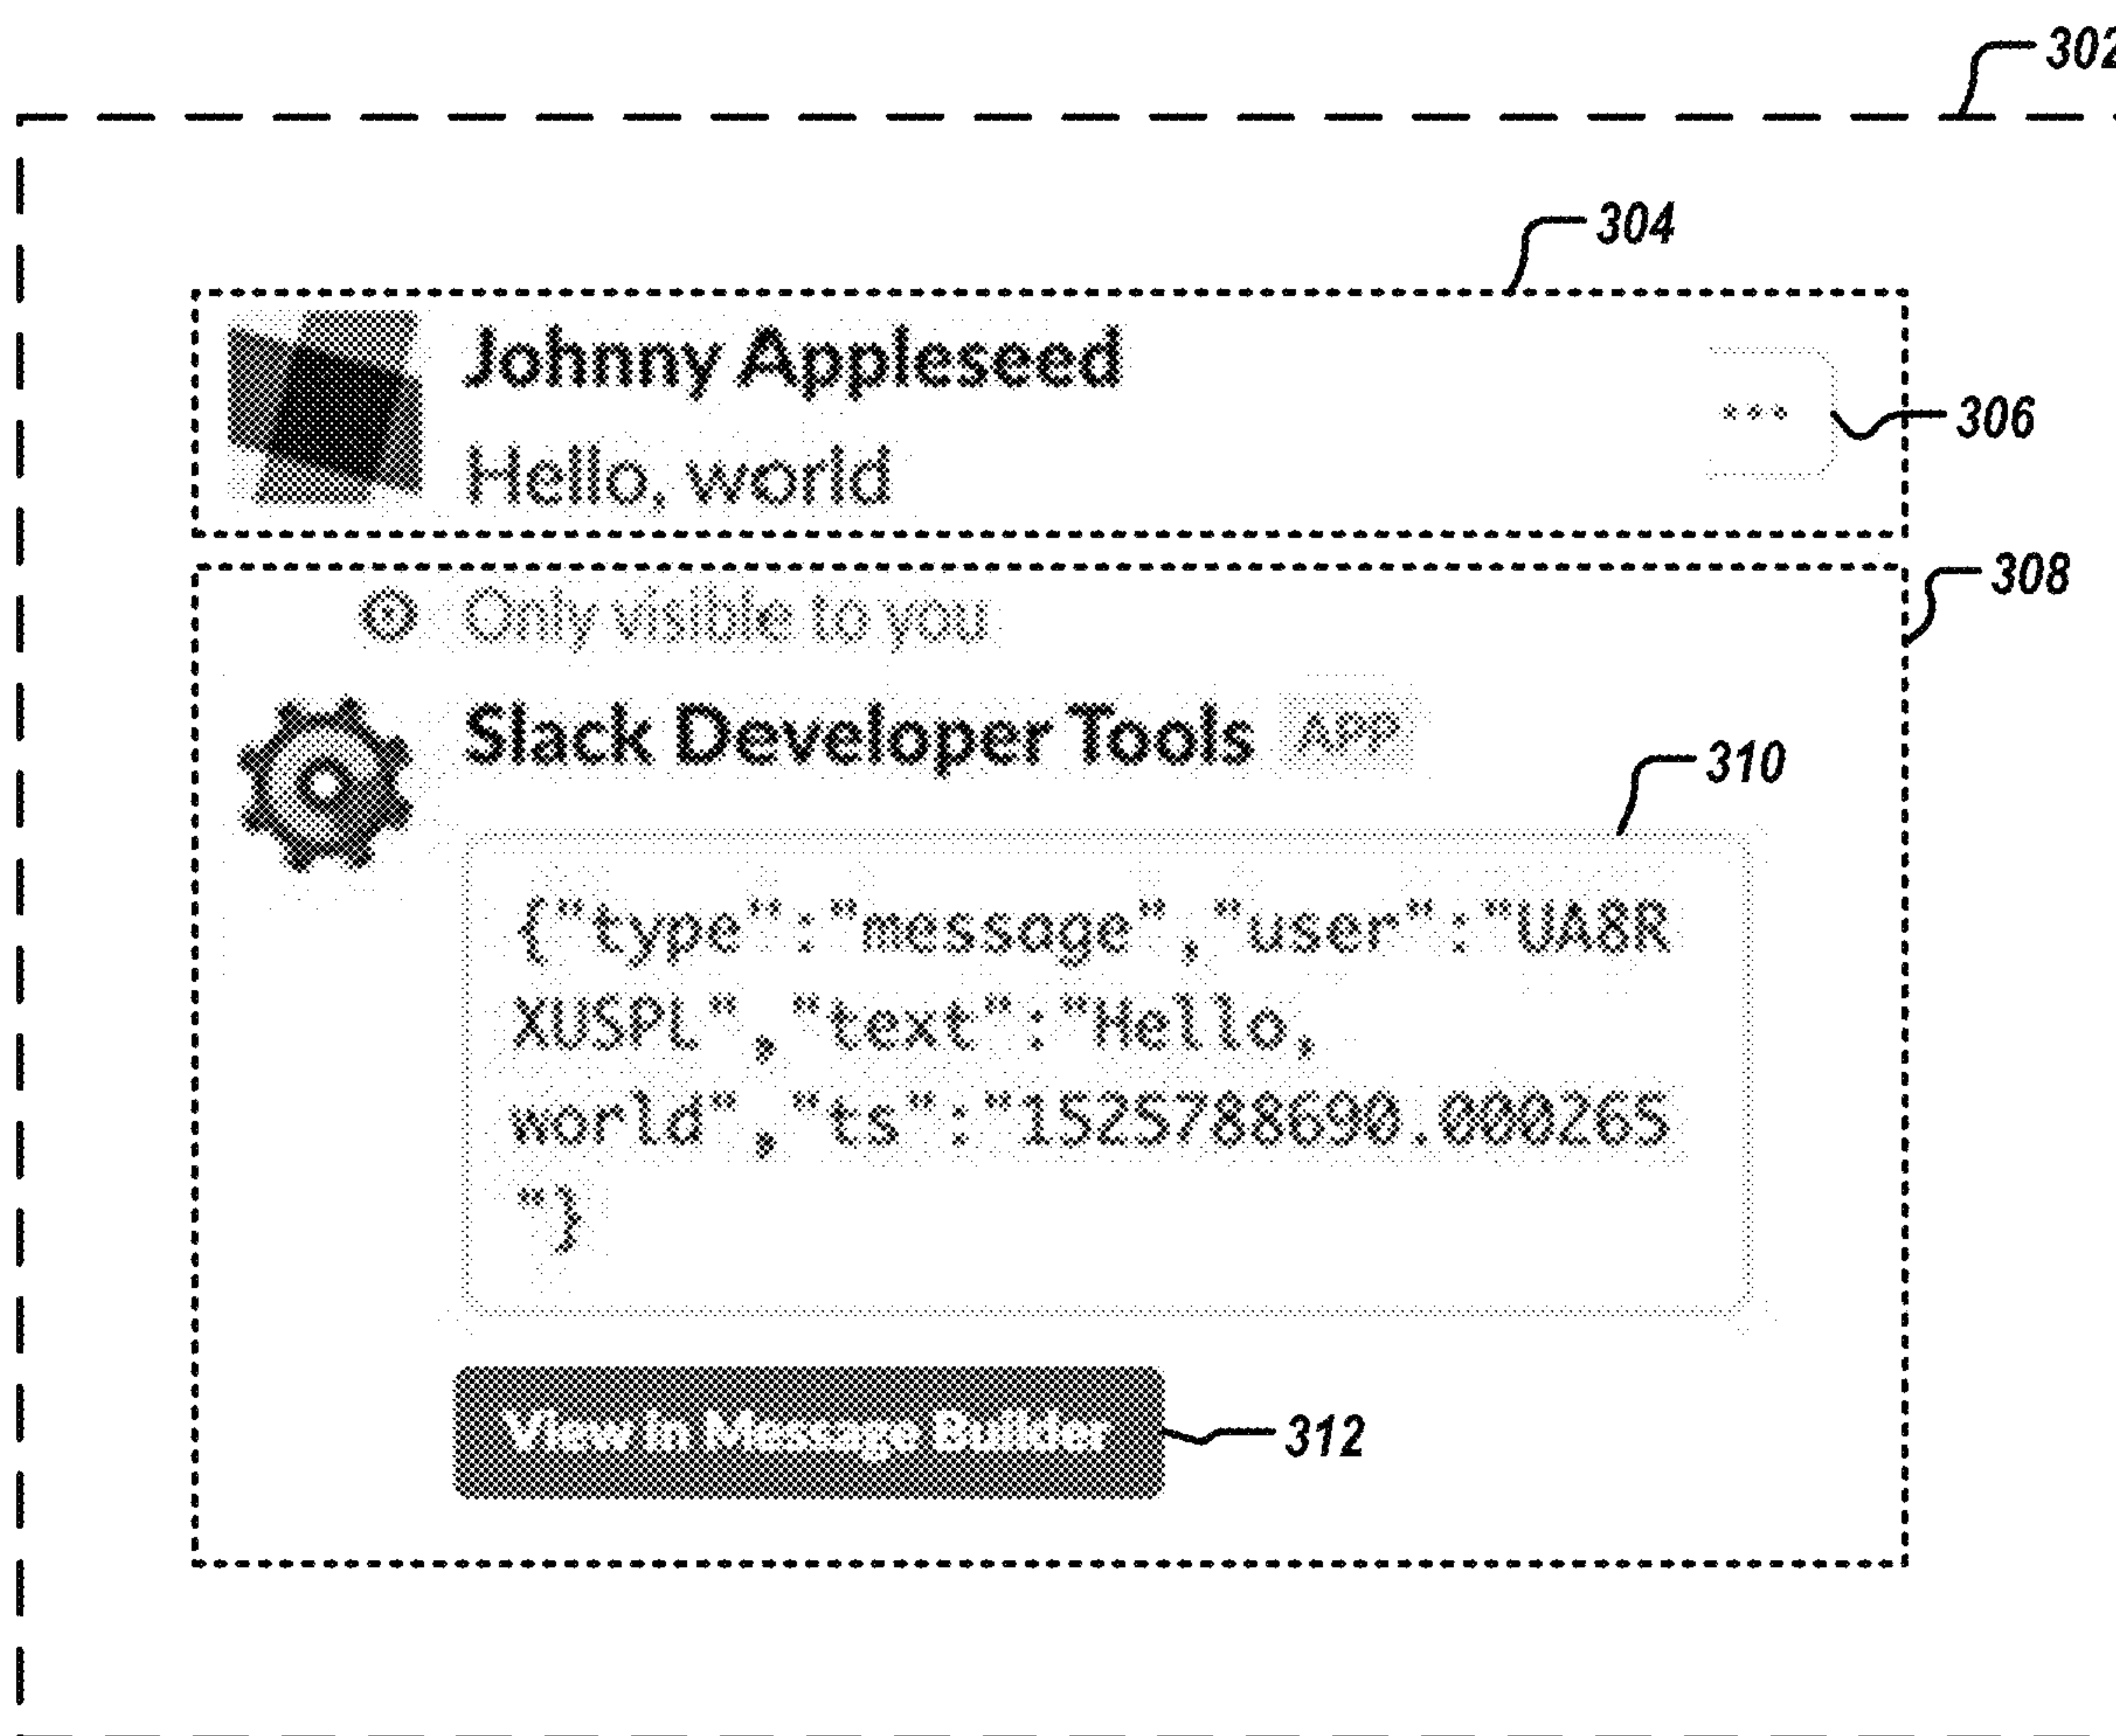 302
304
Johnny Appleseed
...
306
Hello, world
308
Only visible to you
Slack Developer Tools APP
310
{"type":"message","user":"UA8R
XUSPL","text":"Hello,
world","ts":"1525788690.000265
"}
View in Message Builder
312